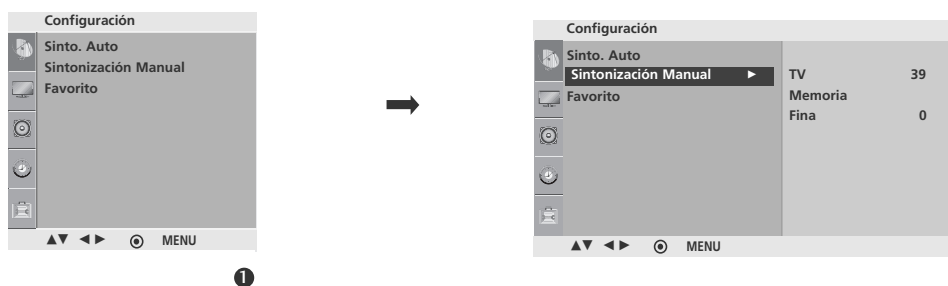 Configuración
Sinto. Auto
Sintonización Manual
Favorito
▲▼ ◄► ⦿ MENU
➊
Configuración
Sinto. Auto
Sintonización Manual ►
Favorito
TV 39
Memoria
Fina 0
▲▼ ◄► ⦿ MENU